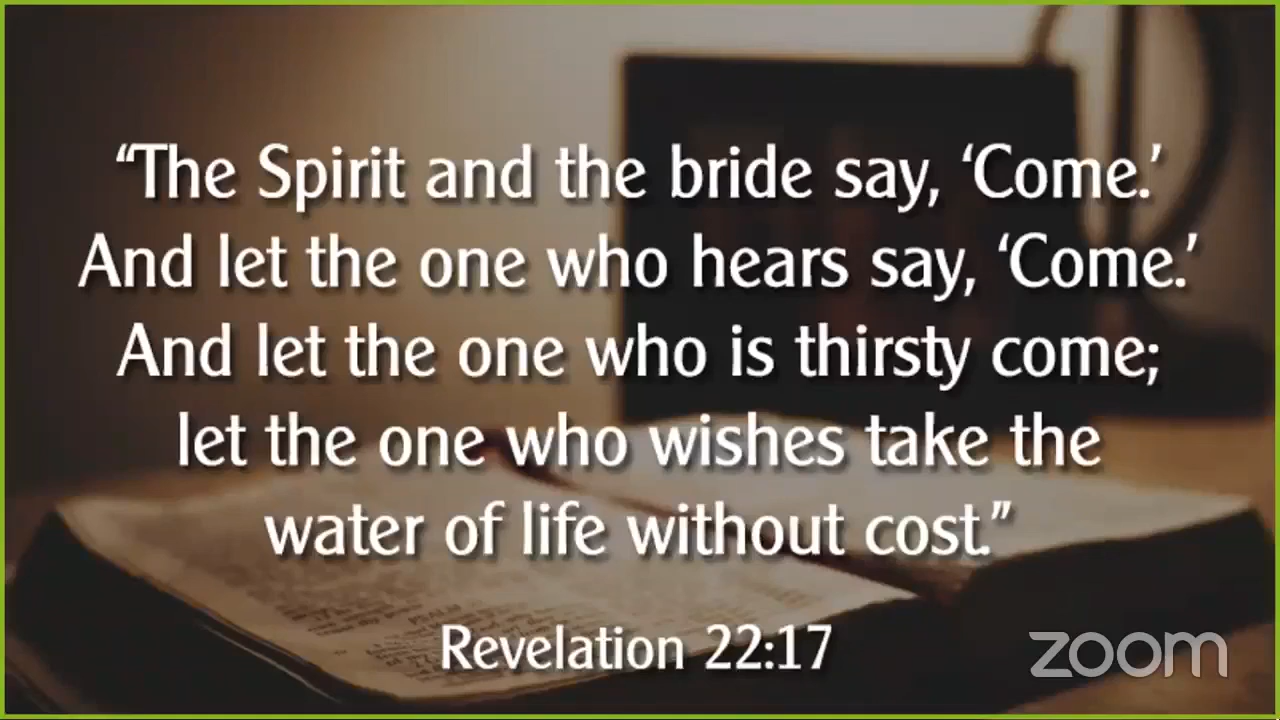 “The Spirit and the bride say, ‘Come.’
And let the one who hears say, ‘Come.’
And let the one who is thirsty come;
let the one who wishes take the
water of life without cost.”
Revelation 22:17
zoom